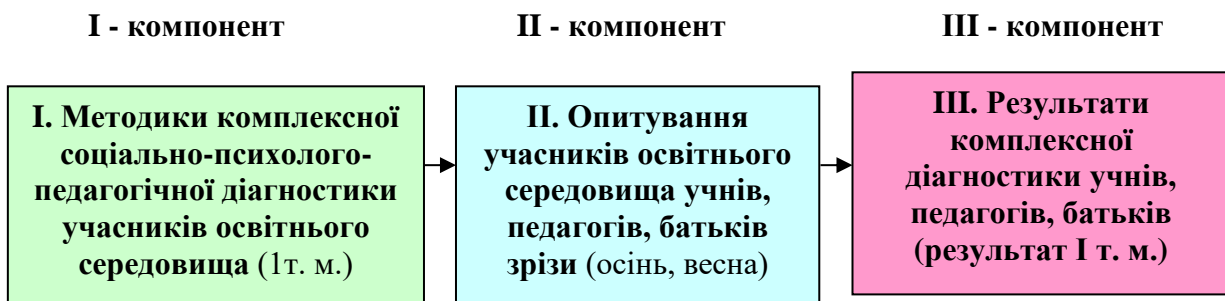 I - компонент
II - компонент
III - компонент
I. Методики комплексної
соціально-психолого-
педагогічної діагностики
учасників освітнього
середовища (1т. м.)
II. Опитування
учасників освітнього
середовища учнів,
педагогів, батьків
зрізи (осінь, весна)
III. Результати
комплексної
діагностики учнів,
педагогів, батьків
(результат I т. м.)